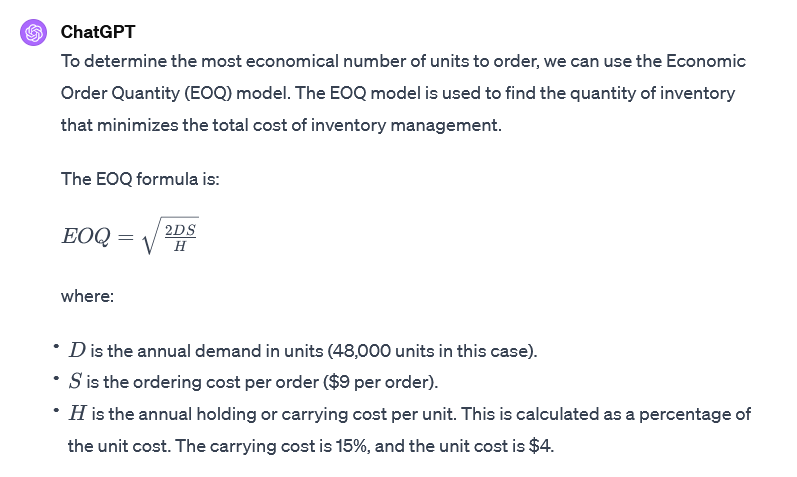 ChatGPT
To determine the most economical number of units to order, we can use the Economic
Order Quantity (EOQ) model. The EOQ model is used to find the quantity of inventory
that minimizes the total cost of inventory management.
The EOQ formula is:
EOQ = √(2DS/H)
where:
• D is the annual demand in units (48,000 units in this case).
• S is the ordering cost per order ($9 per order).
• H is the annual holding or carrying cost per unit. This is calculated as a percentage of
the unit cost. The carrying cost is 15%, and the unit cost is $4.